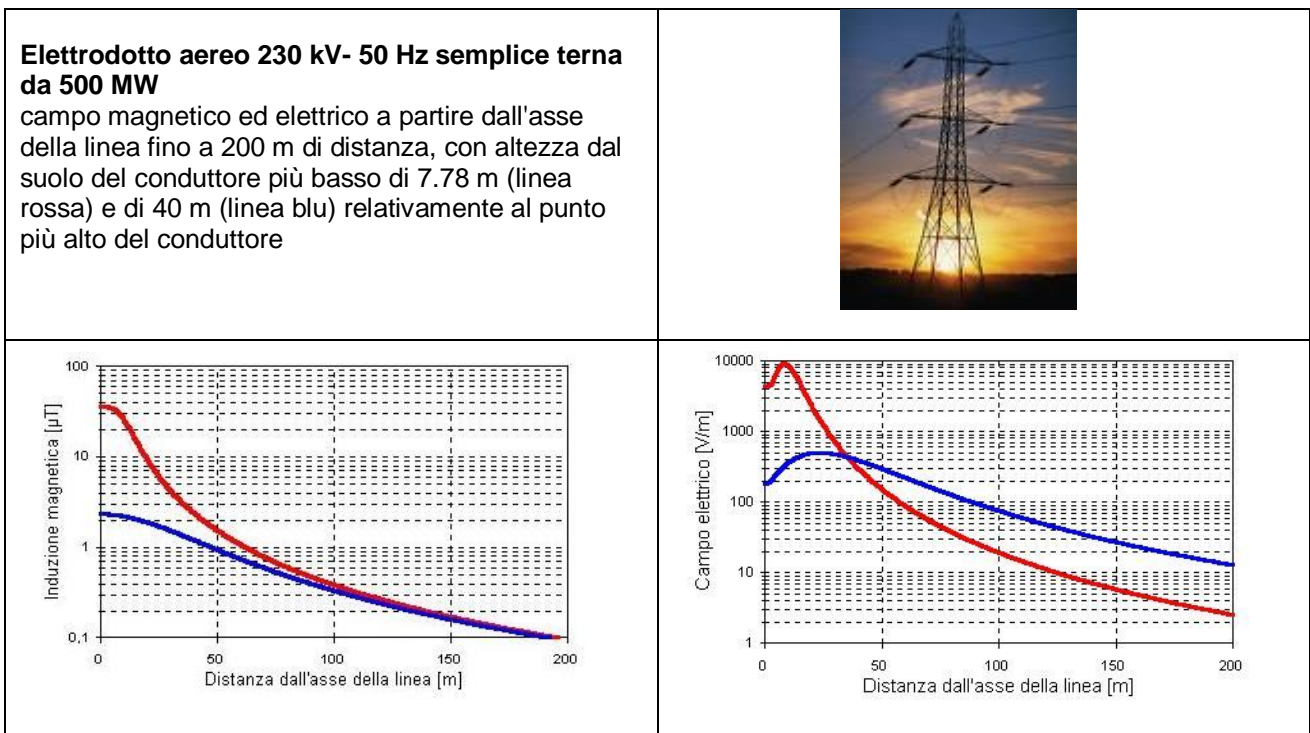 Elettrodotto aereo 230 kV- 50 Hz semplice terna
da 500 MW
campo magnetico ed elettrico a partire dall'asse
della linea fino a 200 m di distanza, con altezza dal
suolo del conduttore più basso di 7.78 m (linea
rossa) e di 40 m (linea blu) relativamente al punto
più alto del conduttore
100
10
1
0,1
Induzione magnetica [µT]
0 50 100 150 200
Distanza dall'asse della linea [m]
10000
1000
100
10
1
Campo elettrico [V/m]
0 50 100 150 200
Distanza dall'asse della linea [m]